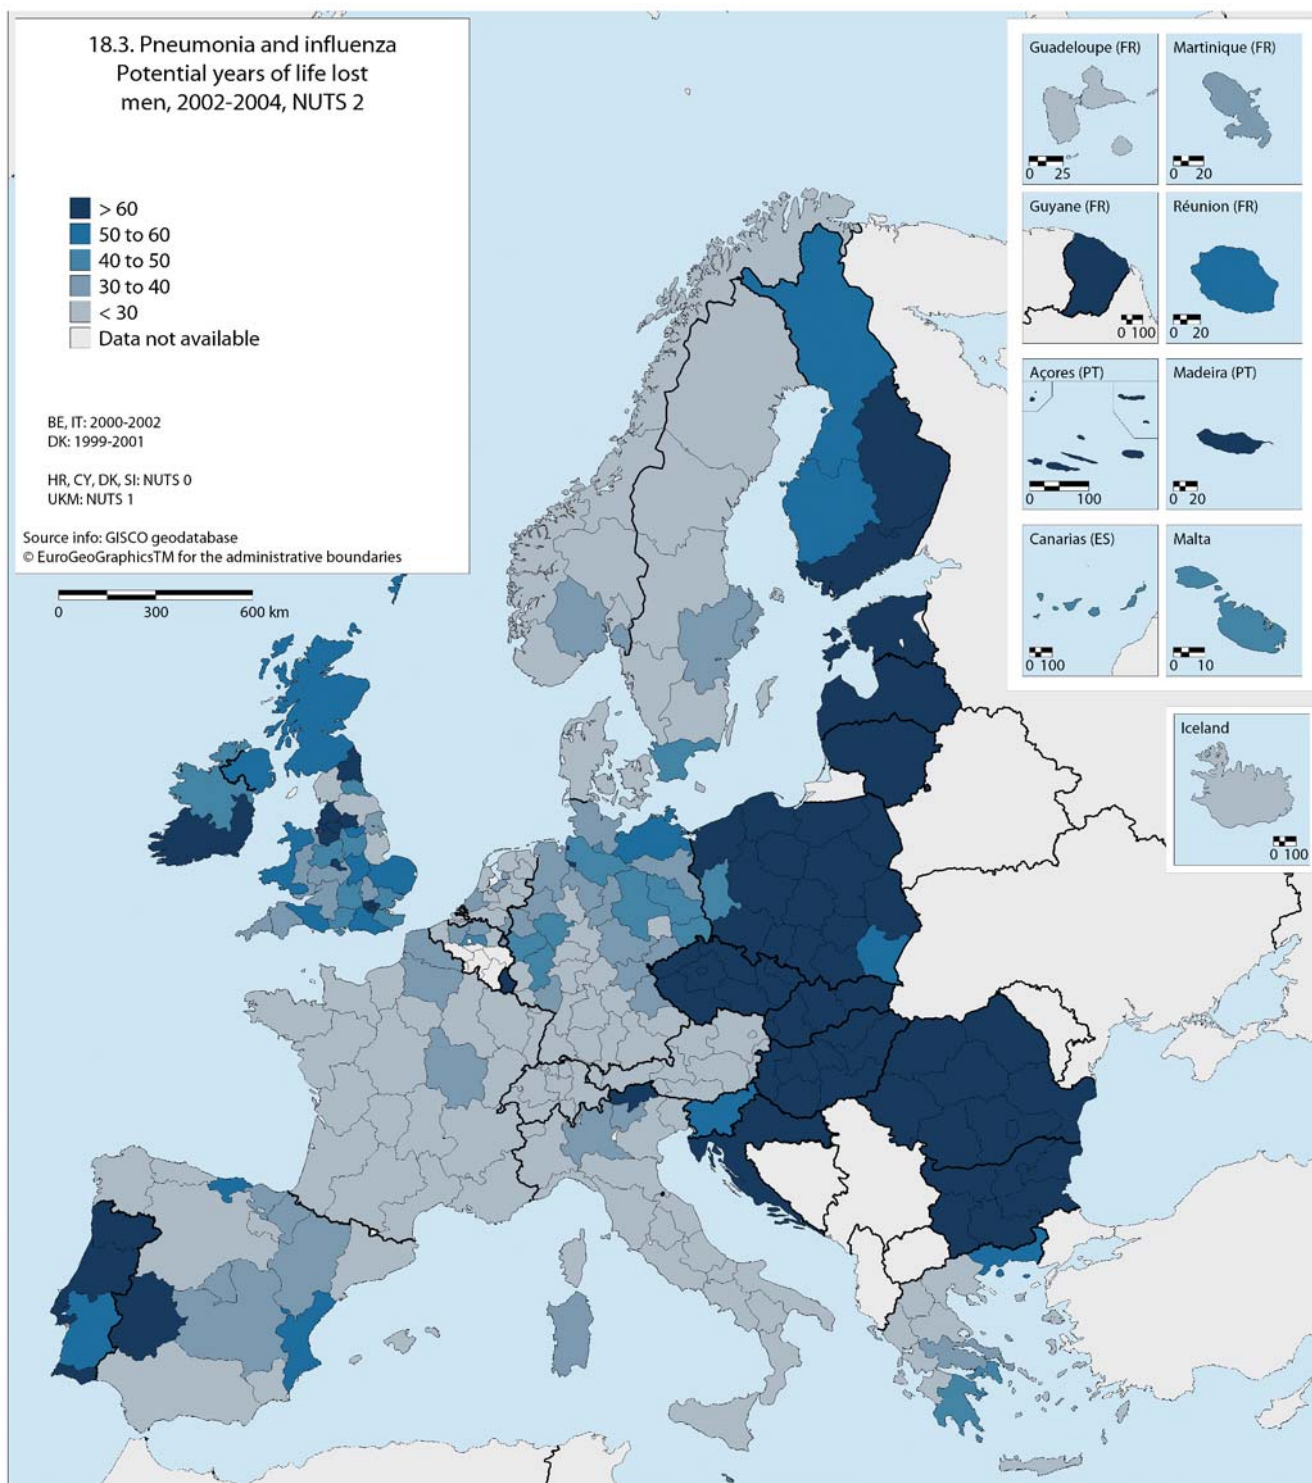 18.3. Pneumonia and influenza
Potential years of life lost
men, 2002-2004, NUTS 2
> 60
50 to 60
40 to 50
30 to 40
< 30
Data not available
BE, IT: 2000-2002
DK: 1999-2001
HR, CY, DK, SI: NUTS 0
UKM: NUTS 1
Source info: GISCO geodatabase
© EuroGeoGraphicsTM for the administrative boundaries
0 300 600 km
Guadeloupe (FR)
0 25
Martinique (FR)
0 20
Guyane (FR)
0 100
Réunion (FR)
0 20
Açores (PT)
0 100
Madeira (PT)
0 20
Canarias (ES)
0 100
Malta
0 10
Iceland
0 100